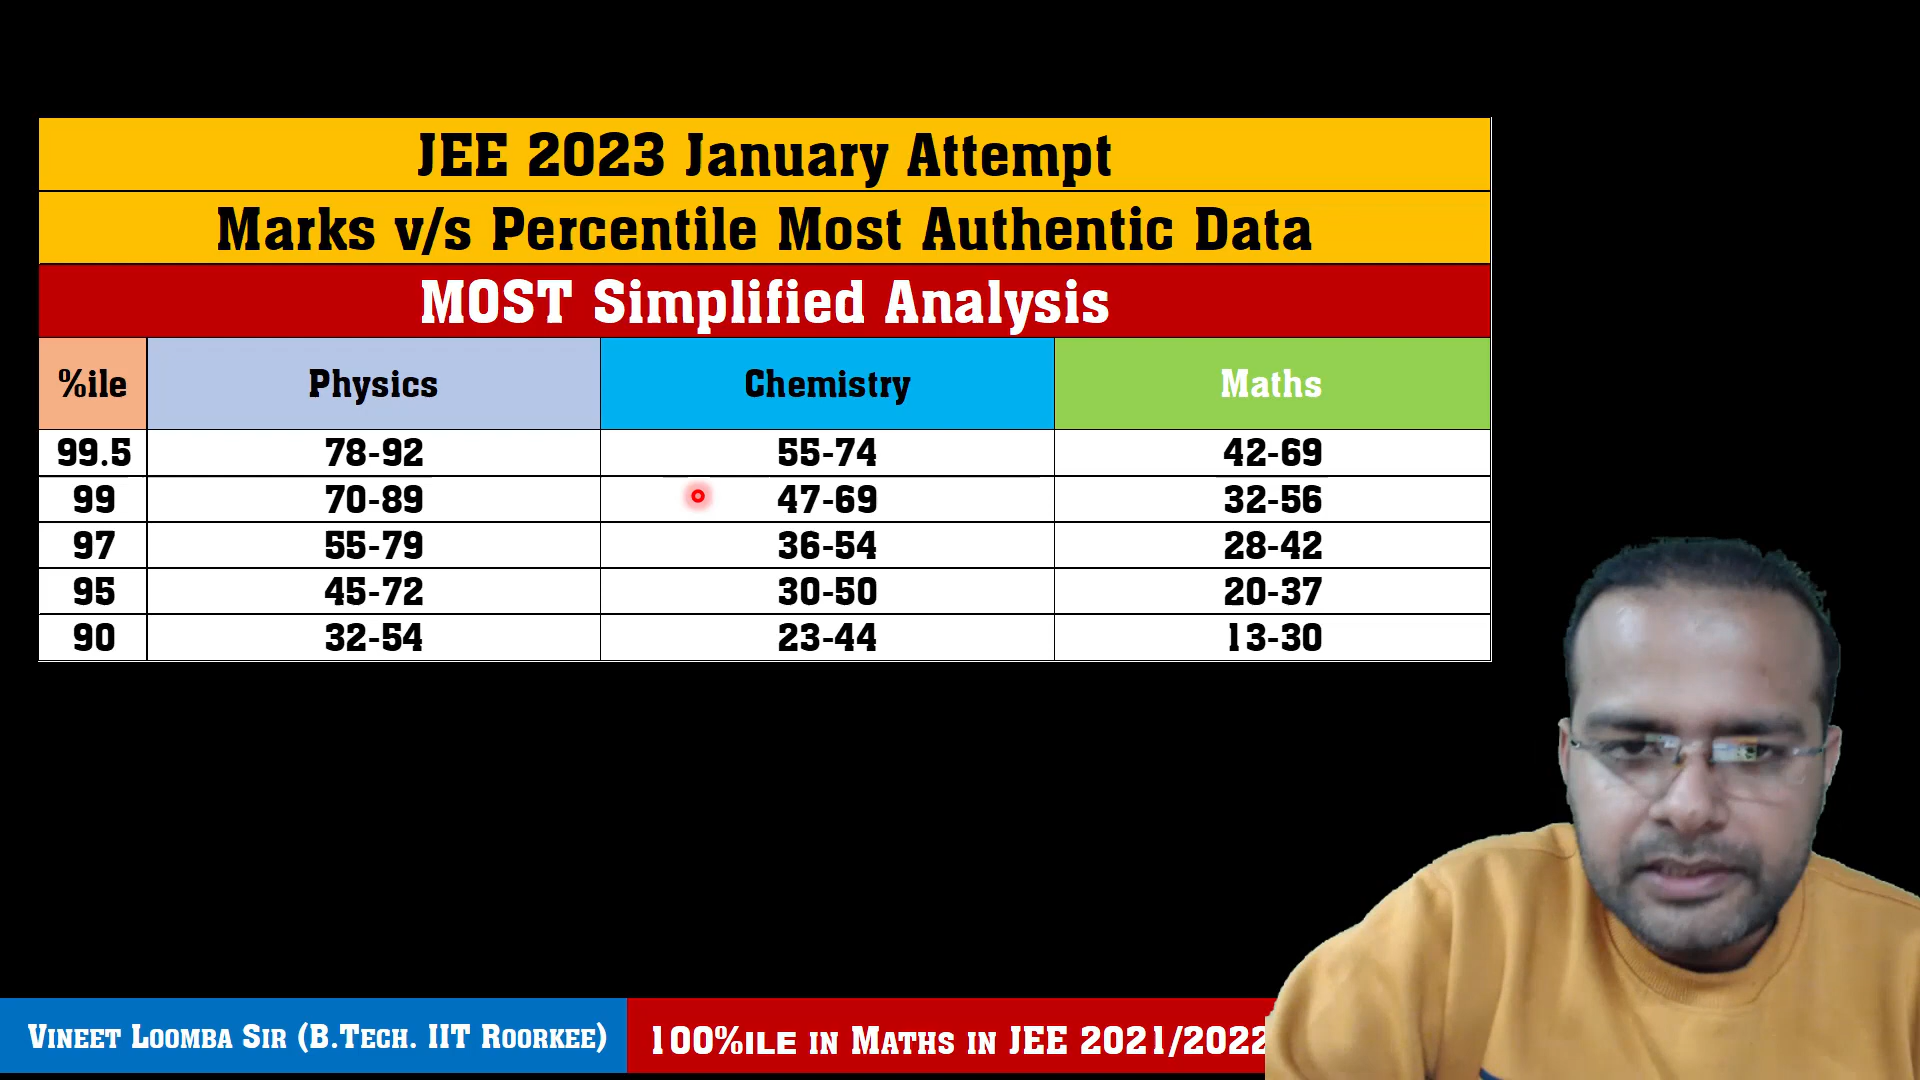 JEE 2023 January Attempt
Marks v/s Percentile Most Authentic Data
MOST Simplified Analysis
%ile Physics Chemistry Maths
99.5 78-92 55-74 42-69
99 70-89 47-69 32-56
97 55-79 36-54 28-42
95 45-72 30-50 20-37
90 32-54 23-44 13-30
VINEET LOOMBA SIR (B.TECH. IIT ROORKEE) 100%ILE IN MATHS IN JEE 2021/2022